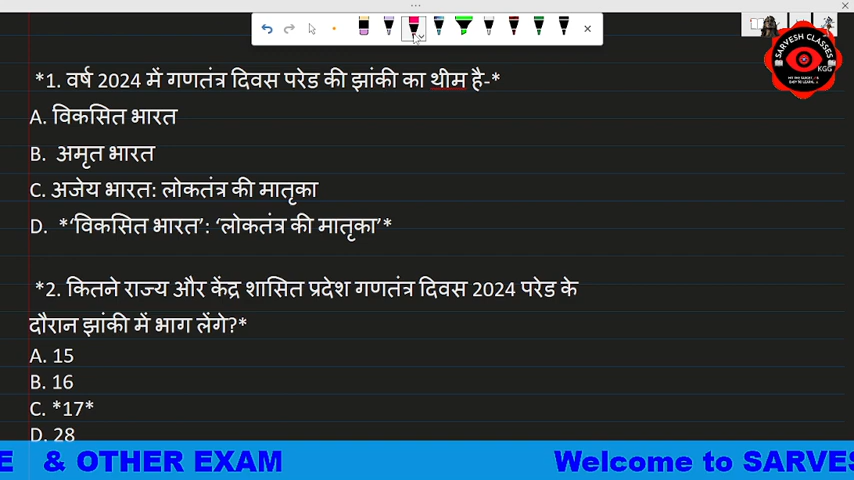 SARVESH CLASSES
KGG
*1. वर्ष 2024 में गणतंत्र दिवस परेड की झांकी का थीम है-*
A. विकसित भारत
B. अमृत भारत
C. अजेय भारत: लोकतंत्र की मातृका
D. *‘विकसित भारत’: ‘लोकतंत्र की मातृका’*
*2. कितने राज्य और केंद्र शासित प्रदेश गणतंत्र दिवस 2024 परेड के
दौरान झांकी में भाग लेंगे?*
A. 15
B. 16
C. *17*
D. 28
E & OTHER EXAM Welcome to SARVES